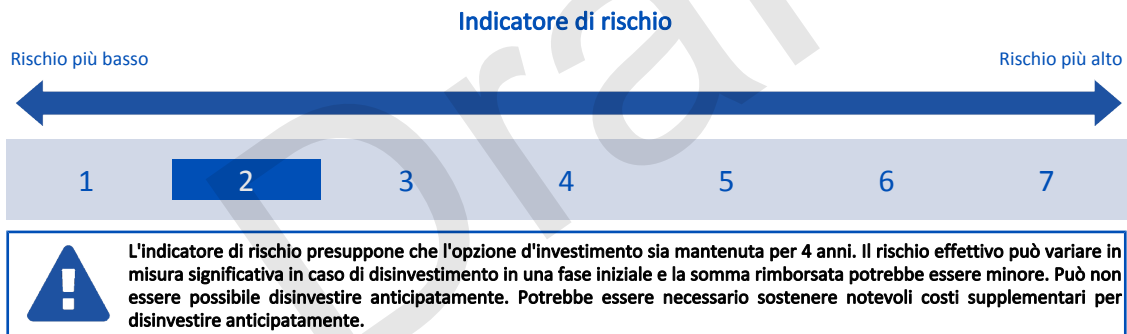 Indicatore di rischio
Rischio più basso Rischio più alto
1 2 3 4 5 6 7
L'indicatore di rischio presuppone che l'opzione d'investimento sia mantenuta per 4 anni. Il rischio effettivo può variare in
misura significativa in caso di disinvestimento in una fase iniziale e la somma rimborsata potrebbe essere minore. Può non
essere possibile disinvestire anticipatamente. Potrebbe essere necessario sostenere notevoli costi supplementari per
disinvestire anticipatamente.